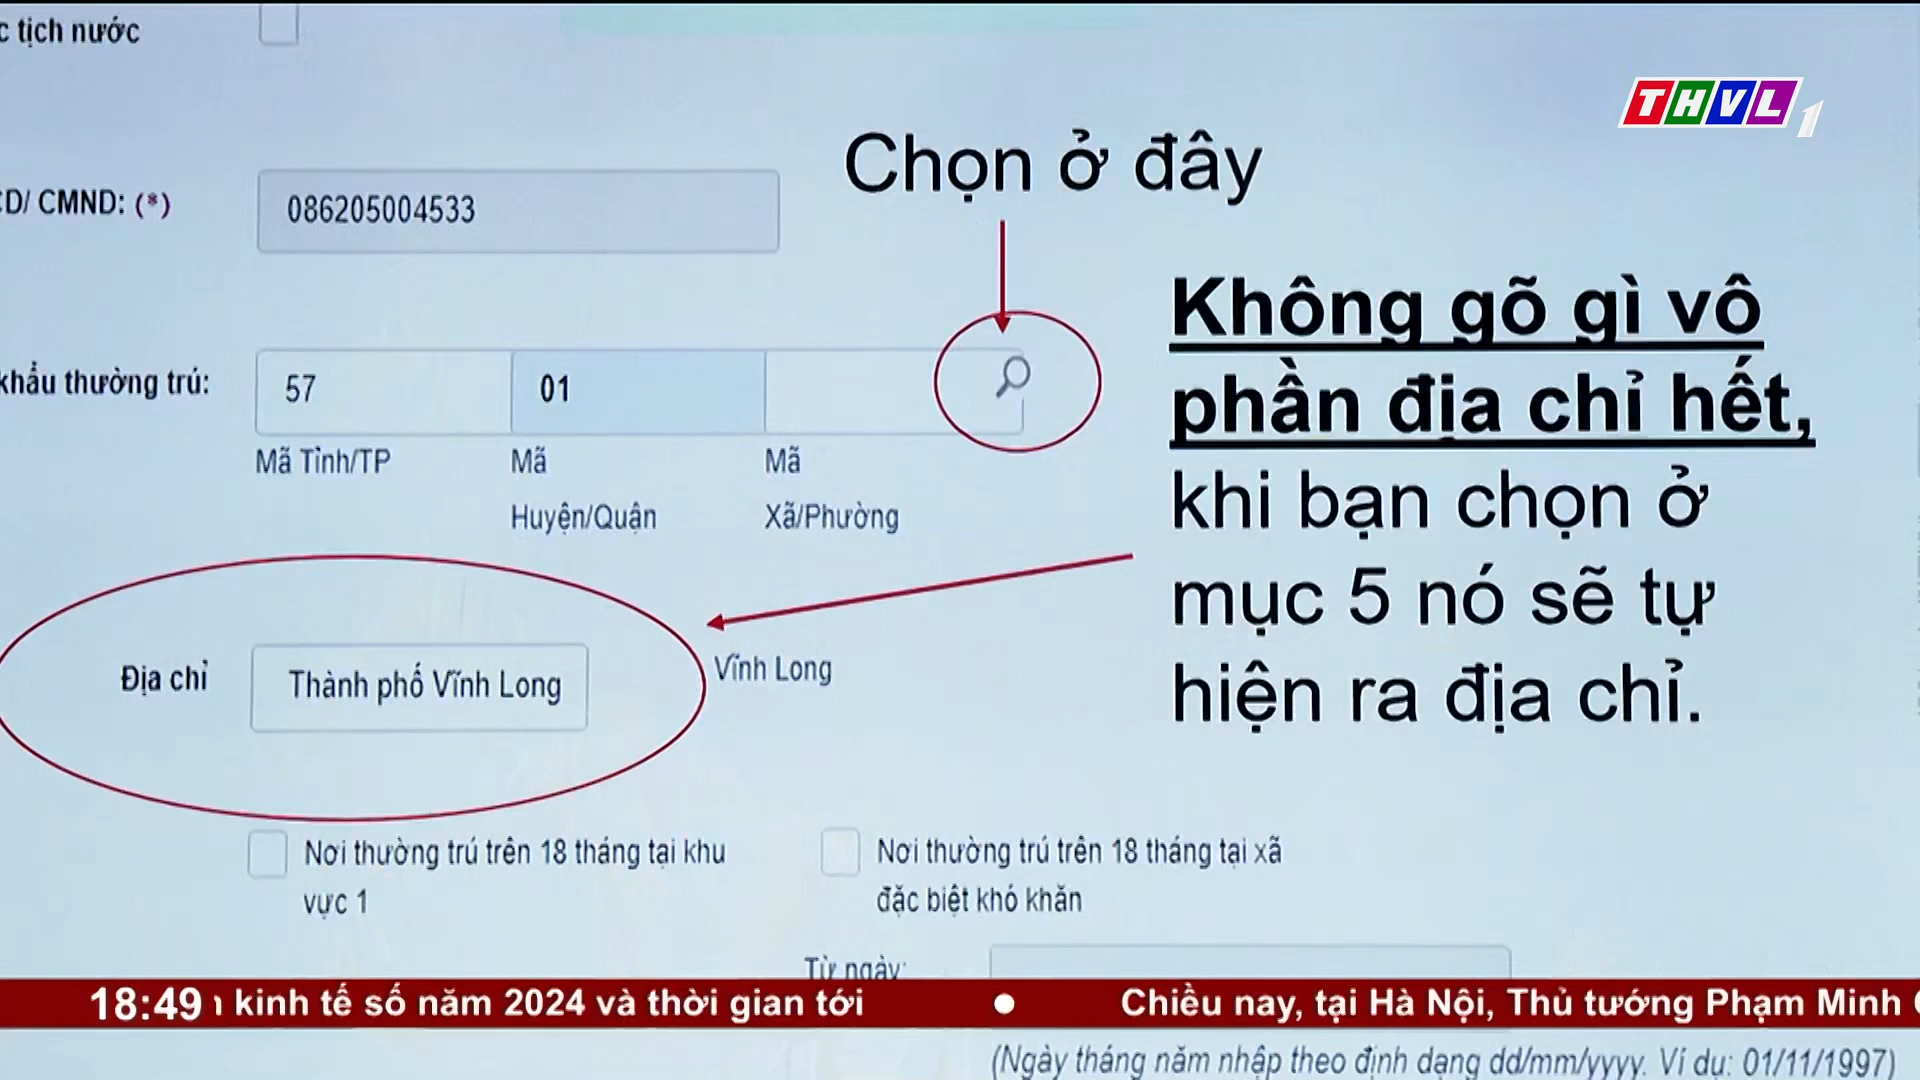 c tịch nước
THVL1
Chọn ở đây
CD/ CMND: (*)
086205004533
Không gõ gì vô
phần địa chỉ hết,
khi bạn chọn ở
mục 5 nó sẽ tự
hiện ra địa chỉ.
khẩu thường trú:
57
01
Mã Tỉnh/TP
Mã
Huyện/Quận
Mã
Xã/Phường
Địa chỉ
Thành phố Vĩnh Long
Vĩnh Long
Nơi thường trú trên 18 tháng tại khu
vực 1
Nơi thường trú trên 18 tháng tại xã
đặc biệt khó khăn
Từ ngày:
18:49
kinh tế số năm 2024 và thời gian tới ● Chiều nay, tại Hà Nội, Thủ tướng Phạm Minh
(Ngày tháng năm nhập theo định dạng dd/mm/yyyy. Ví dụ: 01/11/1997)